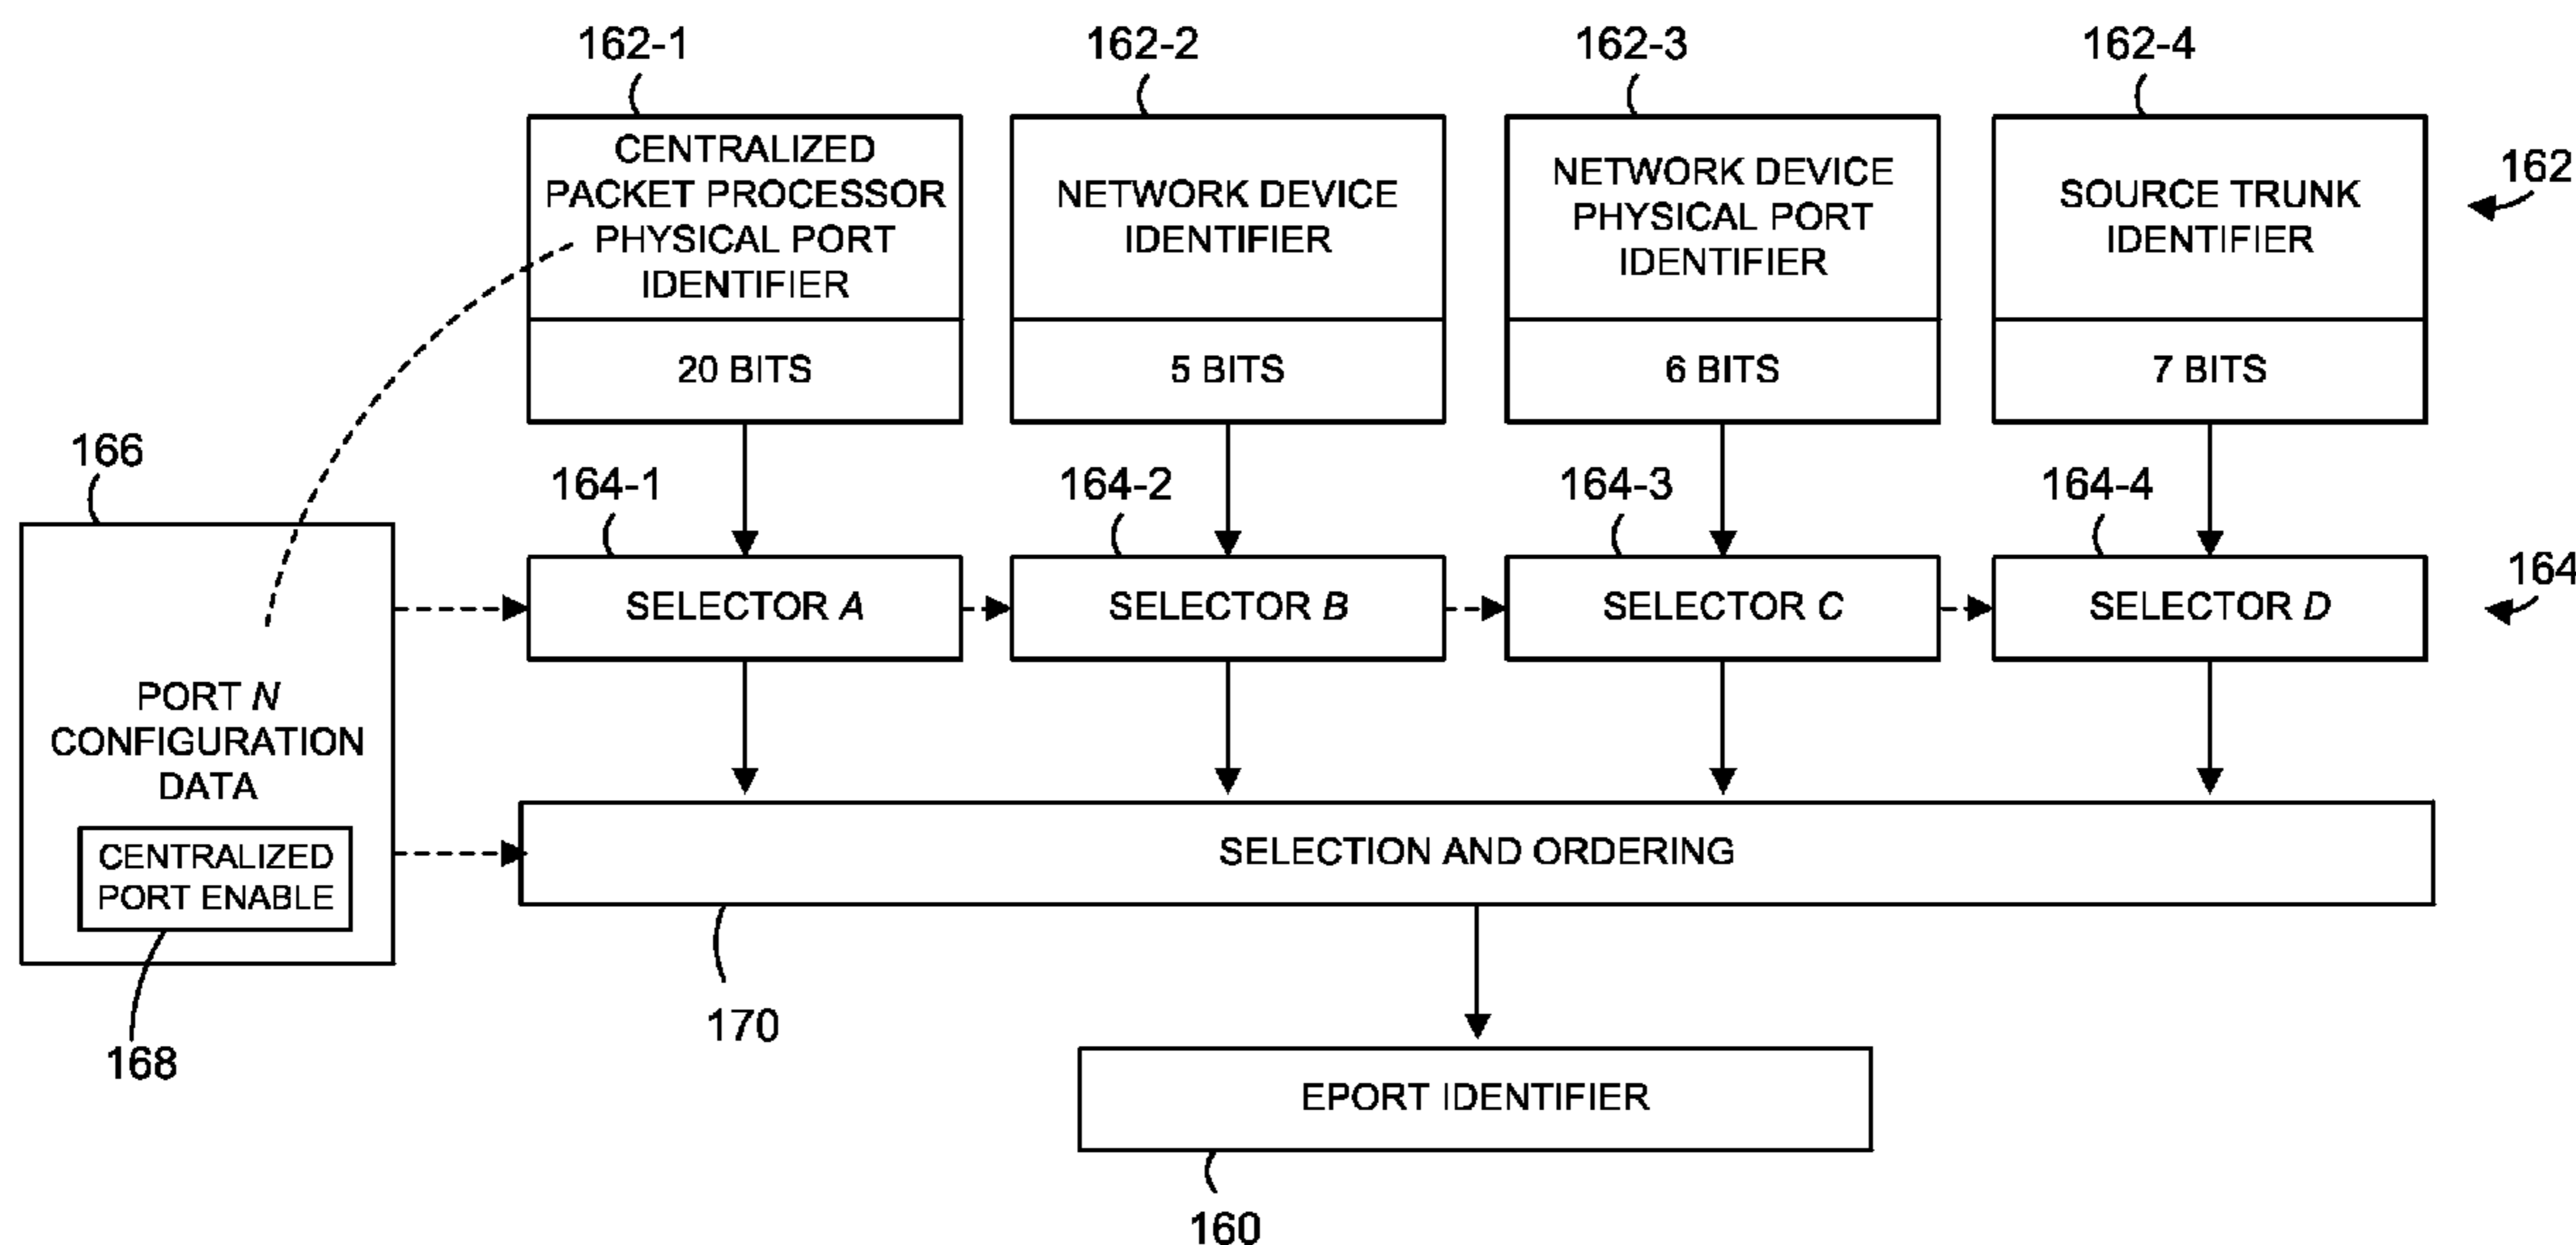 162-1
162-2
162-3
162-4
CENTRALIZED
PACKET PROCESSOR
PHYSICAL PORT
IDENTIFIER
20 BITS
NETWORK DEVICE
IDENTIFIER
5 BITS
NETWORK DEVICE
PHYSICAL PORT
IDENTIFIER
6 BITS
SOURCE TRUNK
IDENTIFIER
7 BITS
162
166
164-1
164-2
164-3
164-4
SELECTOR A
SELECTOR B
SELECTOR C
SELECTOR D
164
PORT N
CONFIGURATION
DATA
CENTRALIZED
PORT ENABLE
168
SELECTION AND ORDERING
170
EPORT IDENTIFIER
160